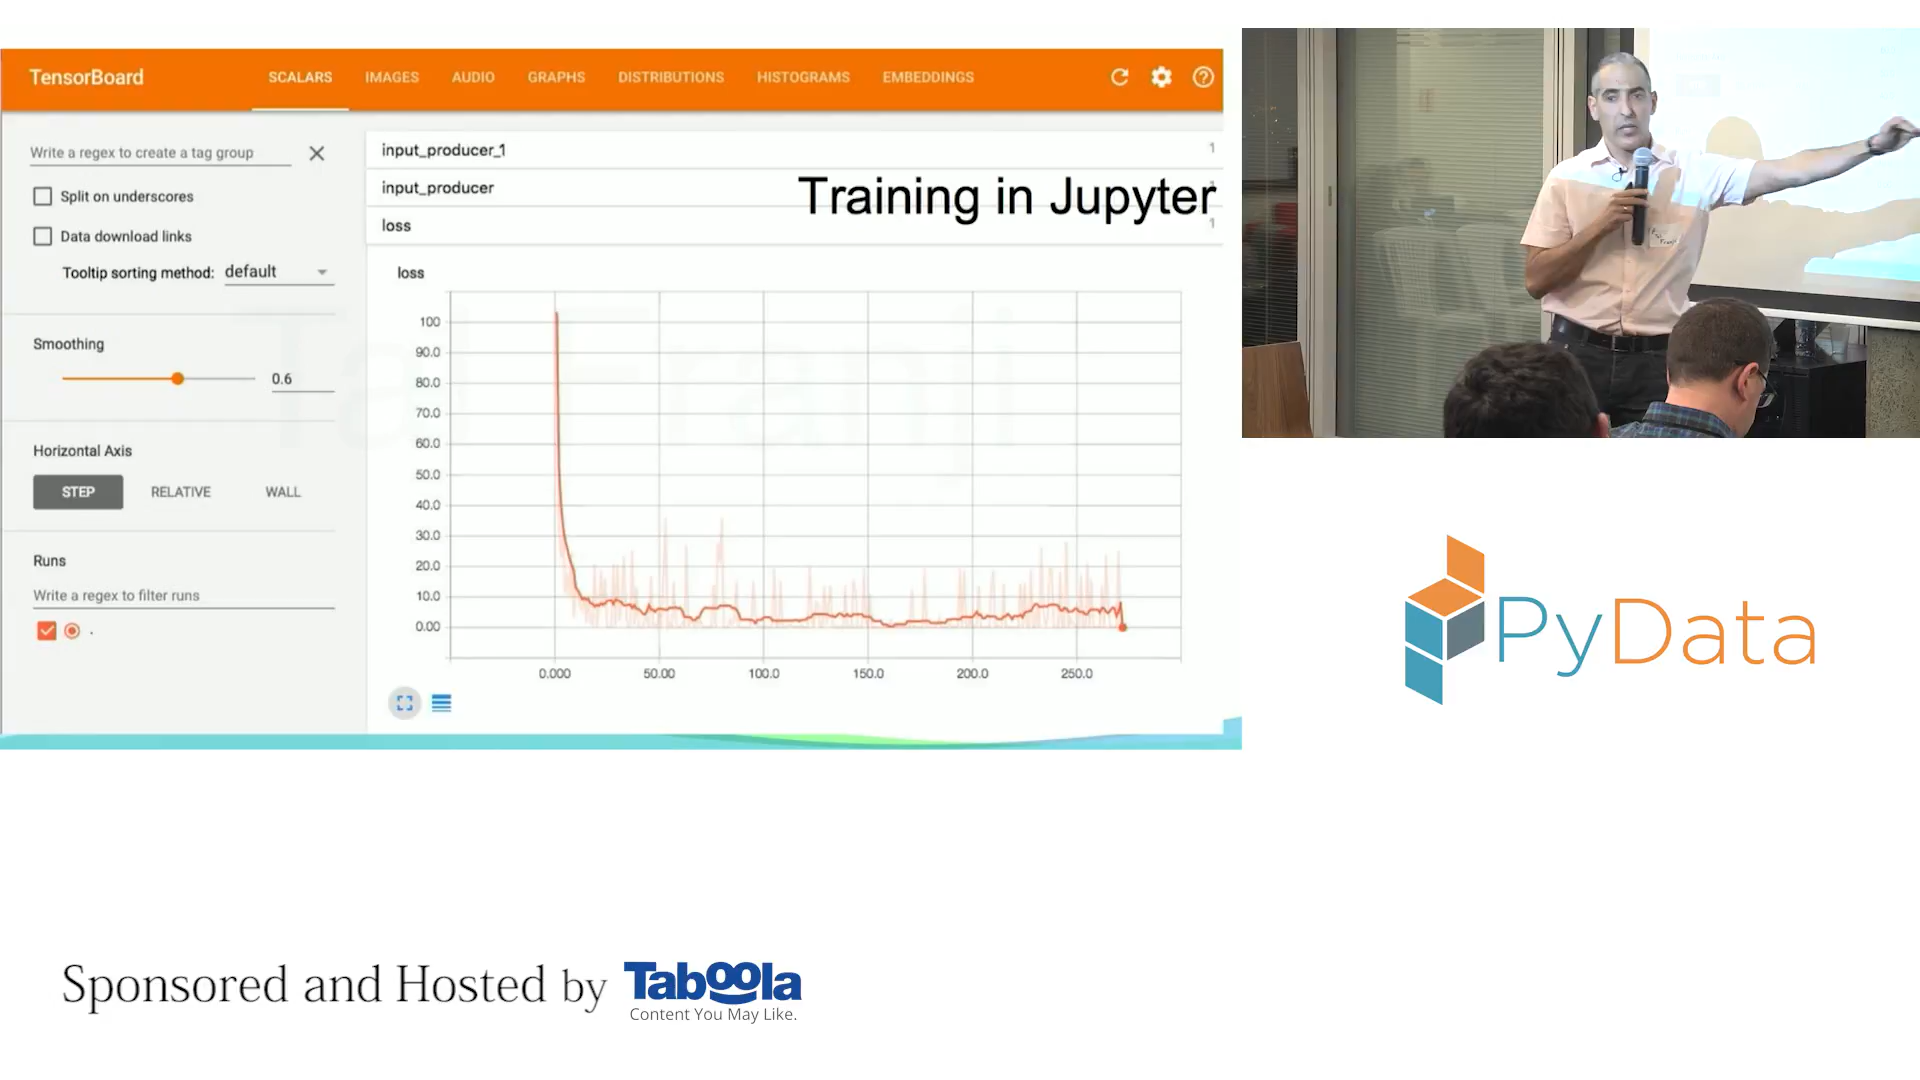 TensorBoard
SCALARS IMAGES AUDIO GRAPHS DISTRIBUTIONS HISTOGRAMS EMBEDDINGS
Write a regex to create a tag group
Split on underscores
Data download links
Tooltip sorting method: default
Smoothing
0.6
Horizontal Axis
STEP RELATIVE WALL
Runs
Write a regex to filter runs
.
input_producer_1 1
input_producer
Training in Jupyter
loss 1
loss
100
90.0
80.0
70.0
60.0
50.0
40.0
30.0
20.0
10.0
0.00
0.000 50.00 100.0 150.0 200.0 250.0
Tal Franji
PyData
Sponsored and Hosted by Taboola
Content You May Like.